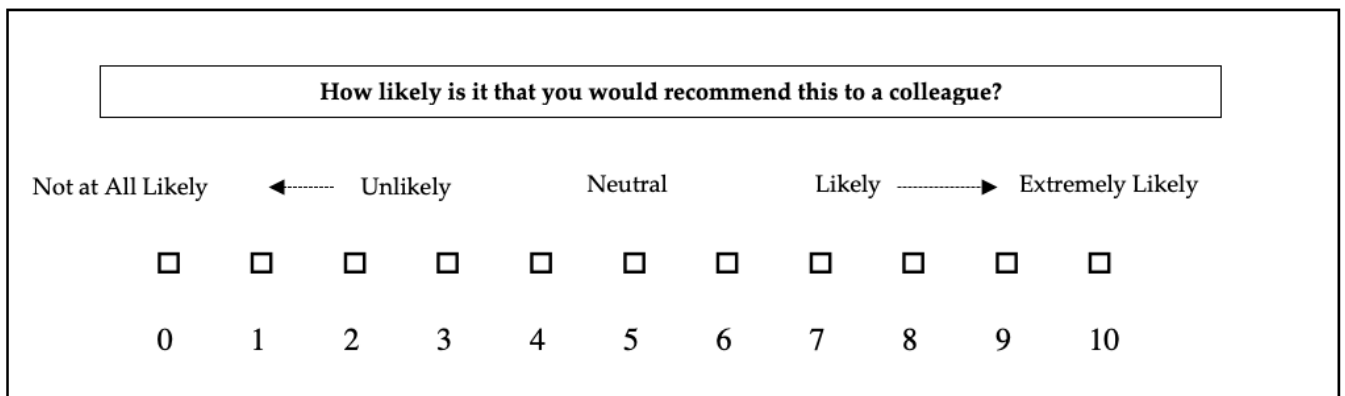 How likely is it that you would recommend this to a colleague?
Not at All Likely Unlikely Neutral Likely Extremely Likely
0 1 2 3 4 5 6 7 8 9 10